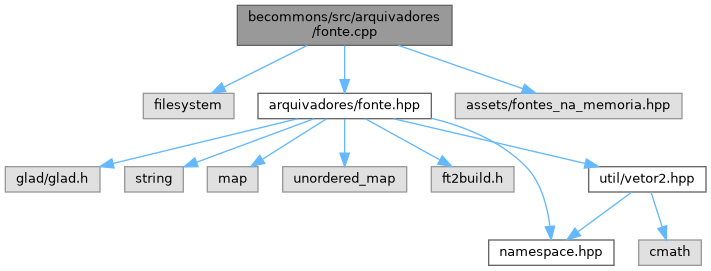 becommons/src/arquivadores
/fonte.cpp
filesystem
arquivadores/fonte.hpp
assets/fontes_na_memoria.hpp
glad/glad.h
string
map
unordered_map
ft2build.h
util/vetor2.hpp
namespace.hpp
cmath